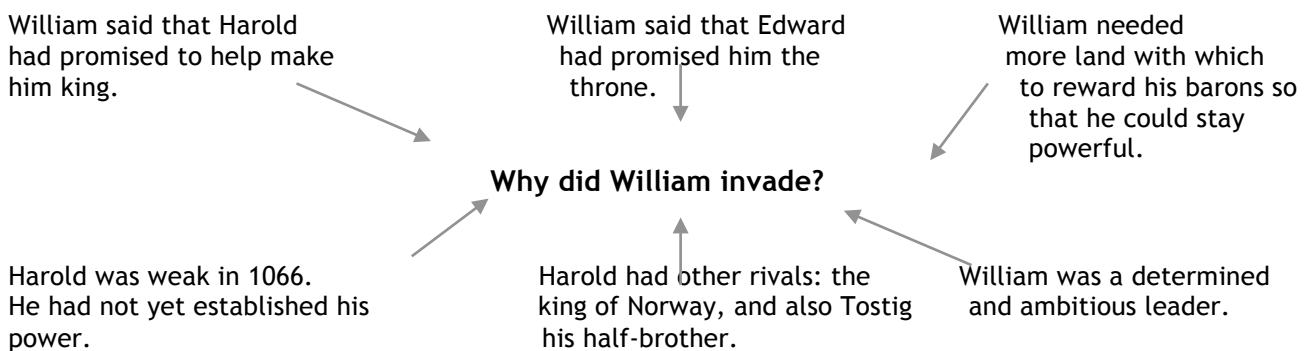 William said that Harold
had promised to help make
him king.
William said that Edward
had promised him the
throne.
William needed
more land with which
to reward his barons so
that he could stay
powerful.
Why did William invade?
Harold was weak in 1066.
He had not yet established his
power.
Harold had other rivals: the
king of Norway, and also Tostig
his half-brother.
William was a determined
and ambitious leader.